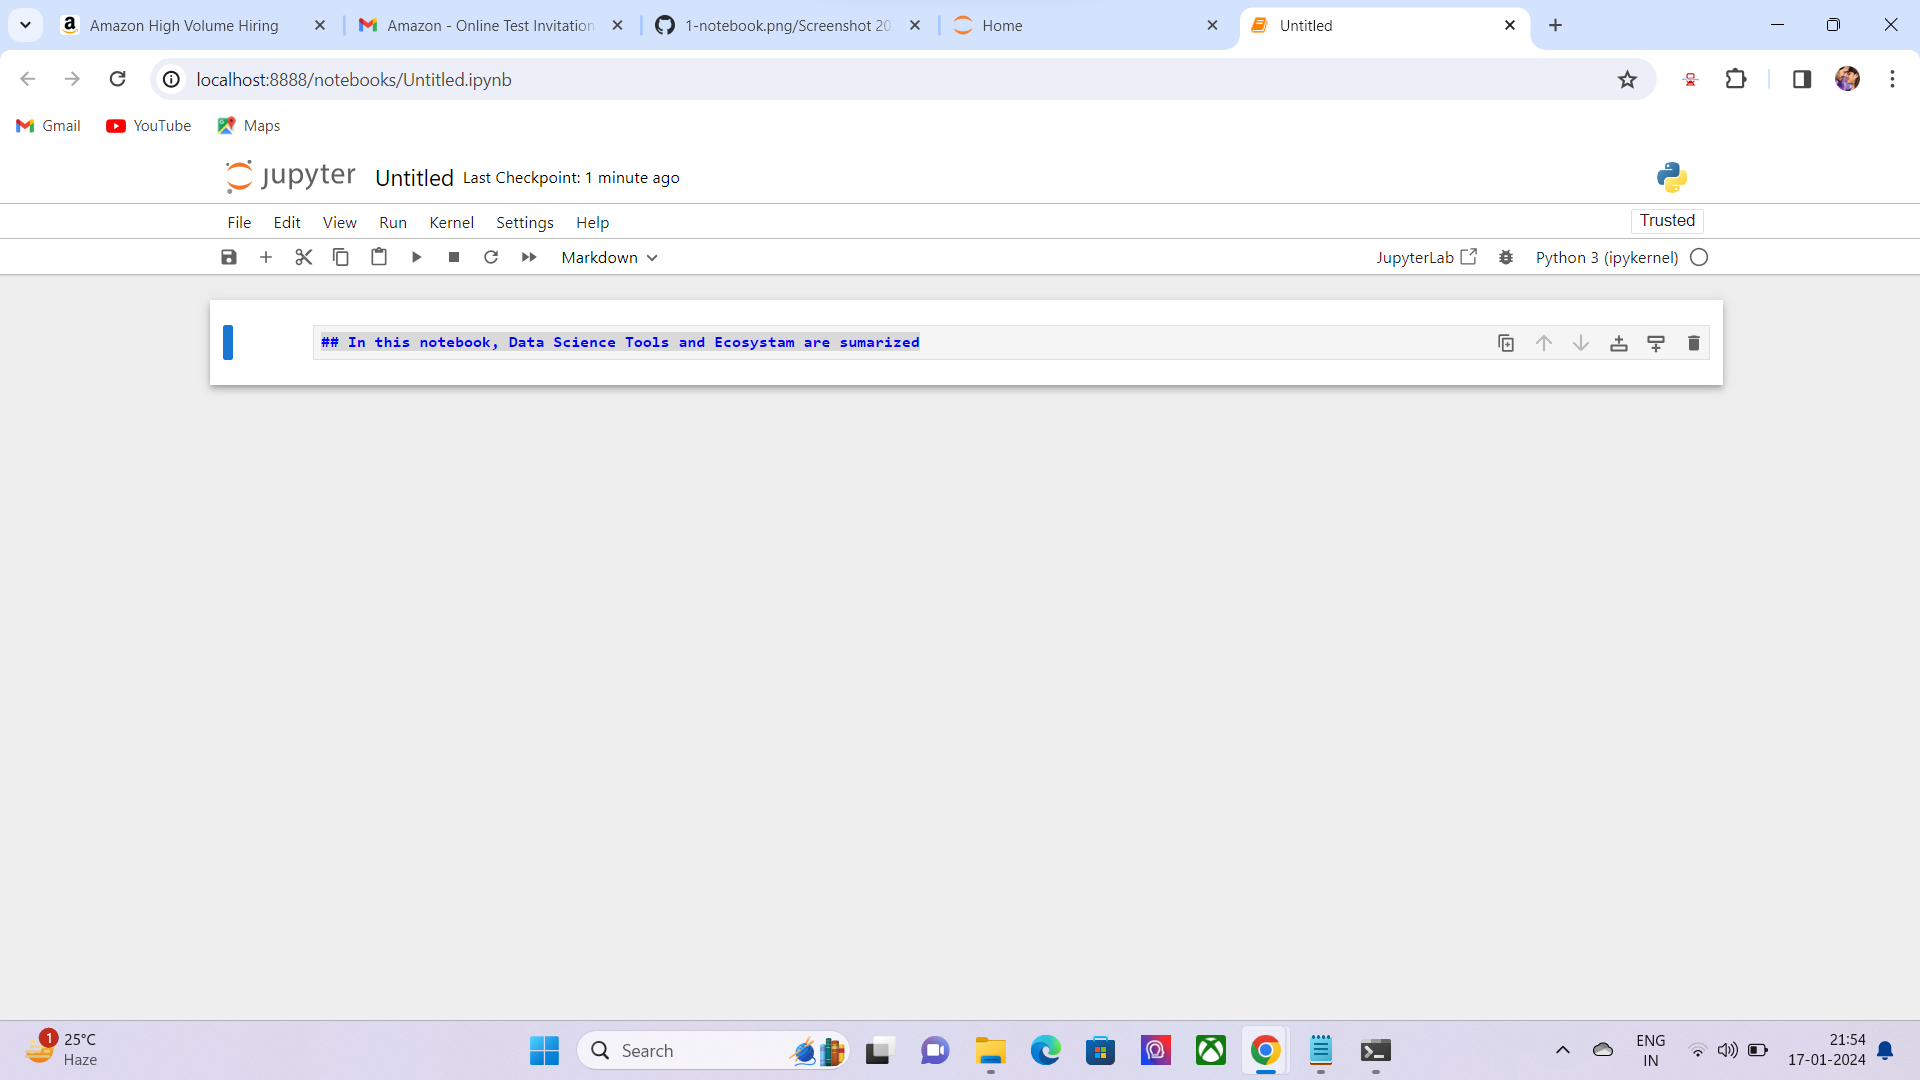 Amazon High Volume Hiring
Amazon - Online Test Invitation
1-notebook.png/Screenshot 20
Home
Untitled
localhost:8888/notebooks/Untitled.ipynb
Gmail
YouTube
Maps
jupyter
Untitled
Last Checkpoint: 1 minute ago
File
Edit
View
Run
Kernel
Settings
Help
Trusted
Markdown
JupyterLab
Python 3 (ipykernel)
## In this notebook, Data Science Tools and Ecosystam are sumarized
1
25°C
Haze
Search
ENG
IN
21:54
17-01-2024